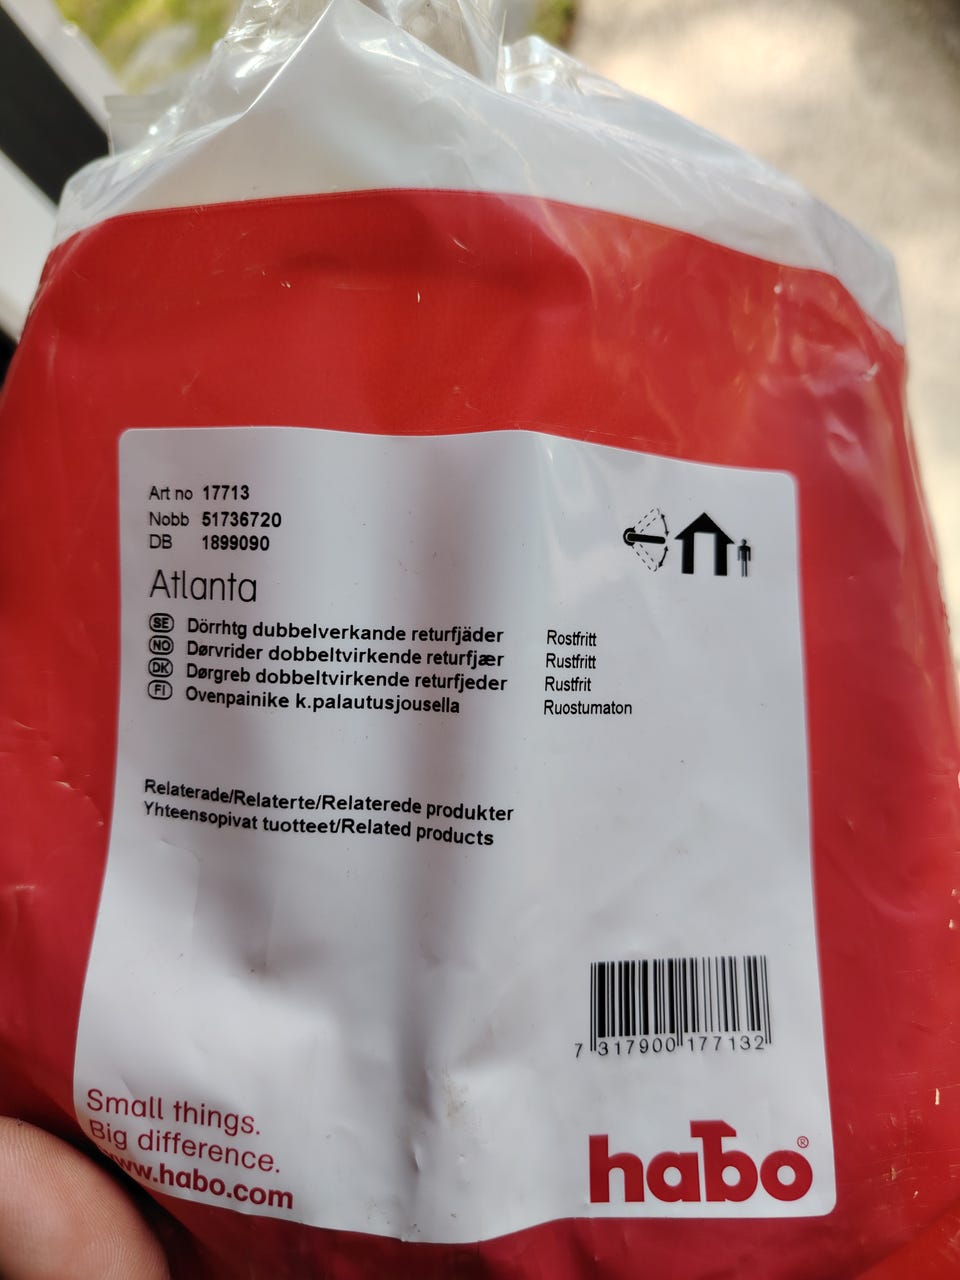 Art no 17713
Nobb 51736720
DB 1899090
Atlanta
SE Dörrhtg dubbelverkande returfjäder Rostfritt
NO Dørvrider dobbeltvirkende returfjær Rustfritt
DK Dørgreb dobbeltvirkende returfjeder Rustfrit
FI Ovenpainike k.palautusjousella Ruostumaton
Relaterade/Relaterte/Relaterede produkter
Yhteensopivat tuotteet/Related products
7 317900 177132
Small things.
Big difference.
www.habo.com
habo®